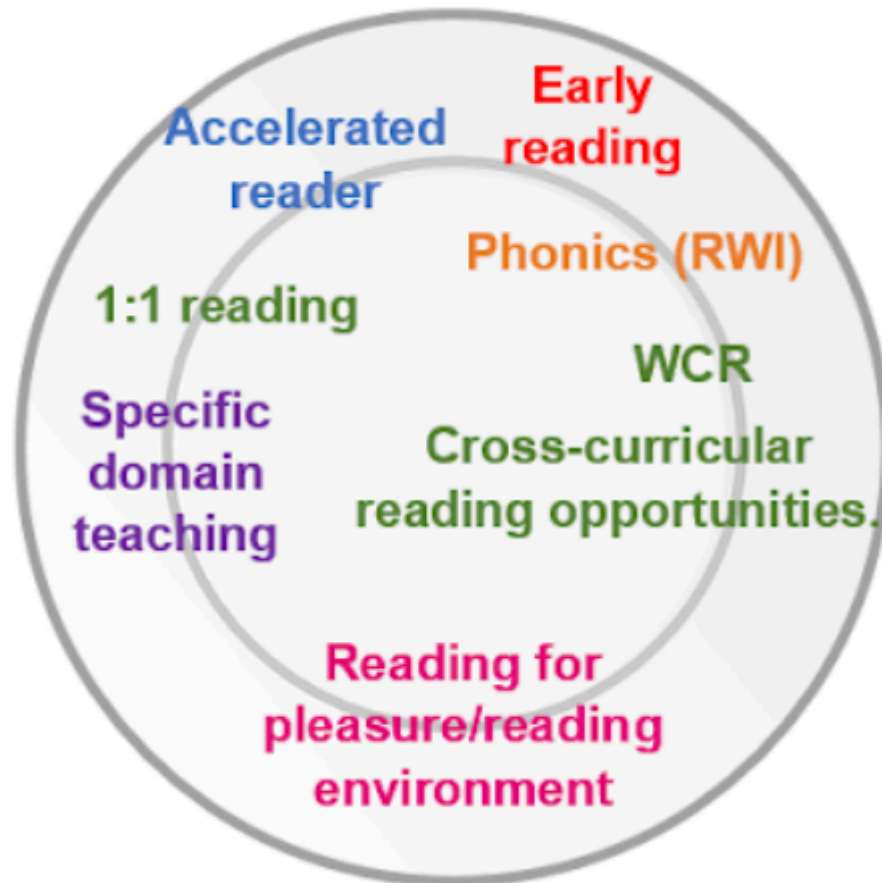 Early
reading
Accelerated
reader
Phonics (RWI)
1:1 reading
WCR
Specific
domain
teaching
Cross-curricular
reading opportunities.
Reading for
pleasure/reading
environment